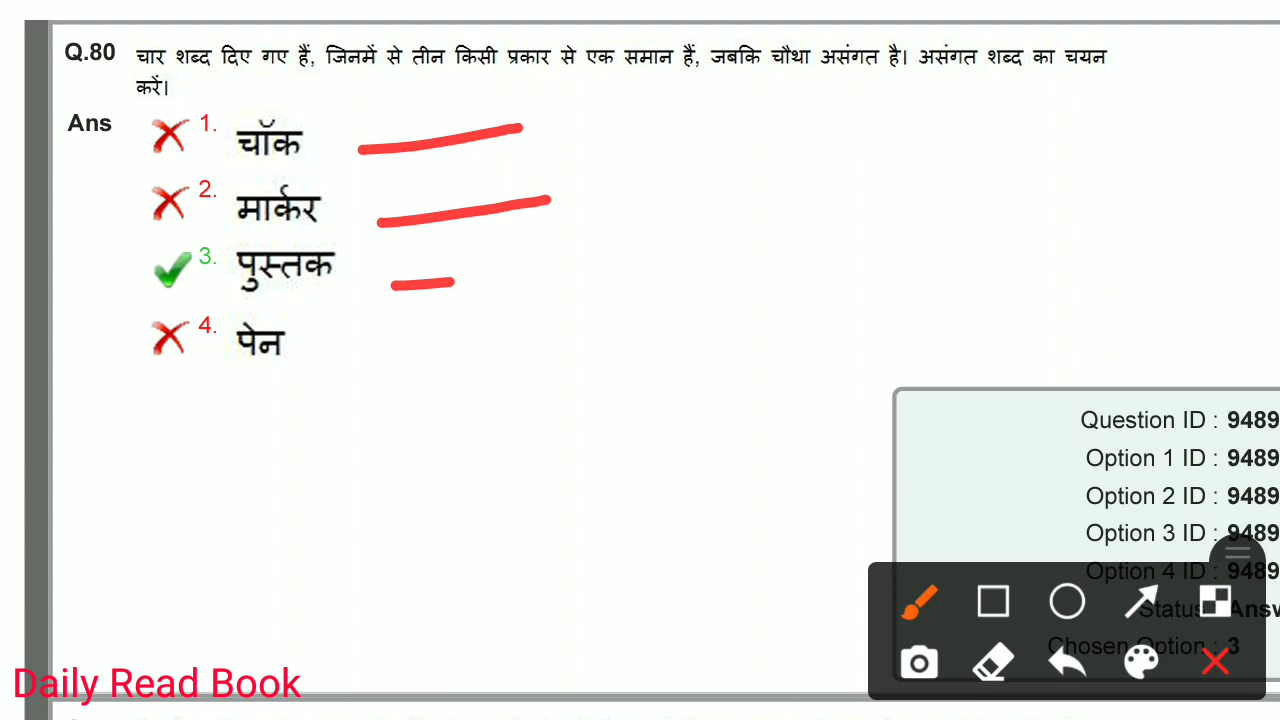 Q.80 चार शब्द दिए गए हैं, जिनमें से तीन किसी प्रकार से एक समान हैं, जबकि चौथा असंगत है। असंगत शब्द का चयन
करें।
Ans
1. चॉक
2. मार्कर
3. पुस्तक
4. पेन
Question ID : 9489
Option 1 ID : 9489
Option 2 ID : 9489
Option 3 ID : 9489
Option 4 ID : 9489
Status : Answ
Chosen Option : 3
Daily Read Book